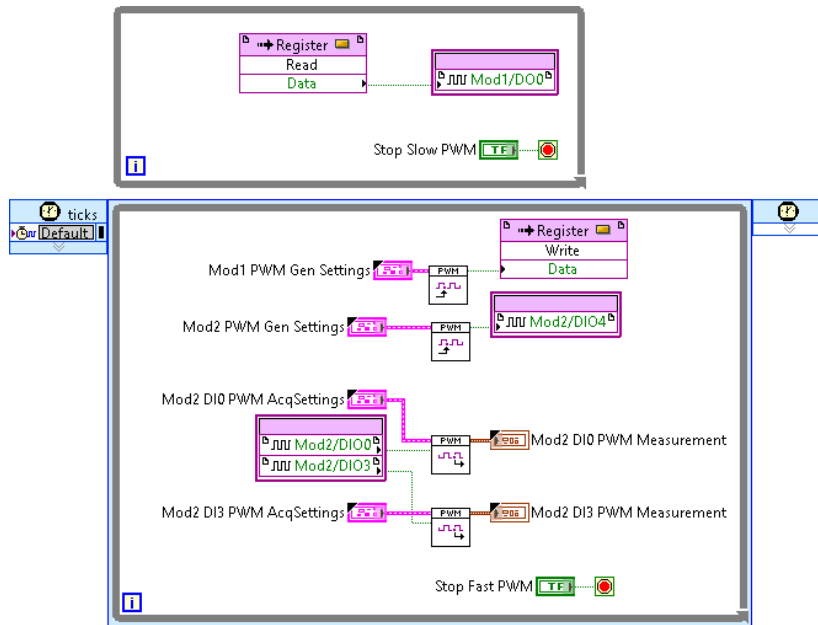 Register
Read
Data
Mod1/DO0
Stop Slow PWM
TF
i
ticks
Default
Register
Write
Data
Mod1 PWM Gen Settings
PWM
Mod2 PWM Gen Settings
PWM
Mod2/DIO4
Mod2 DI0 PWM AcqSettings
Mod2/DIO0
Mod2/DIO3
PWM
Mod2 DI0 PWM Measurement
Mod2 DI3 PWM AcqSettings
PWM
Mod2 DI3 PWM Measurement
Stop Fast PWM
TF
i